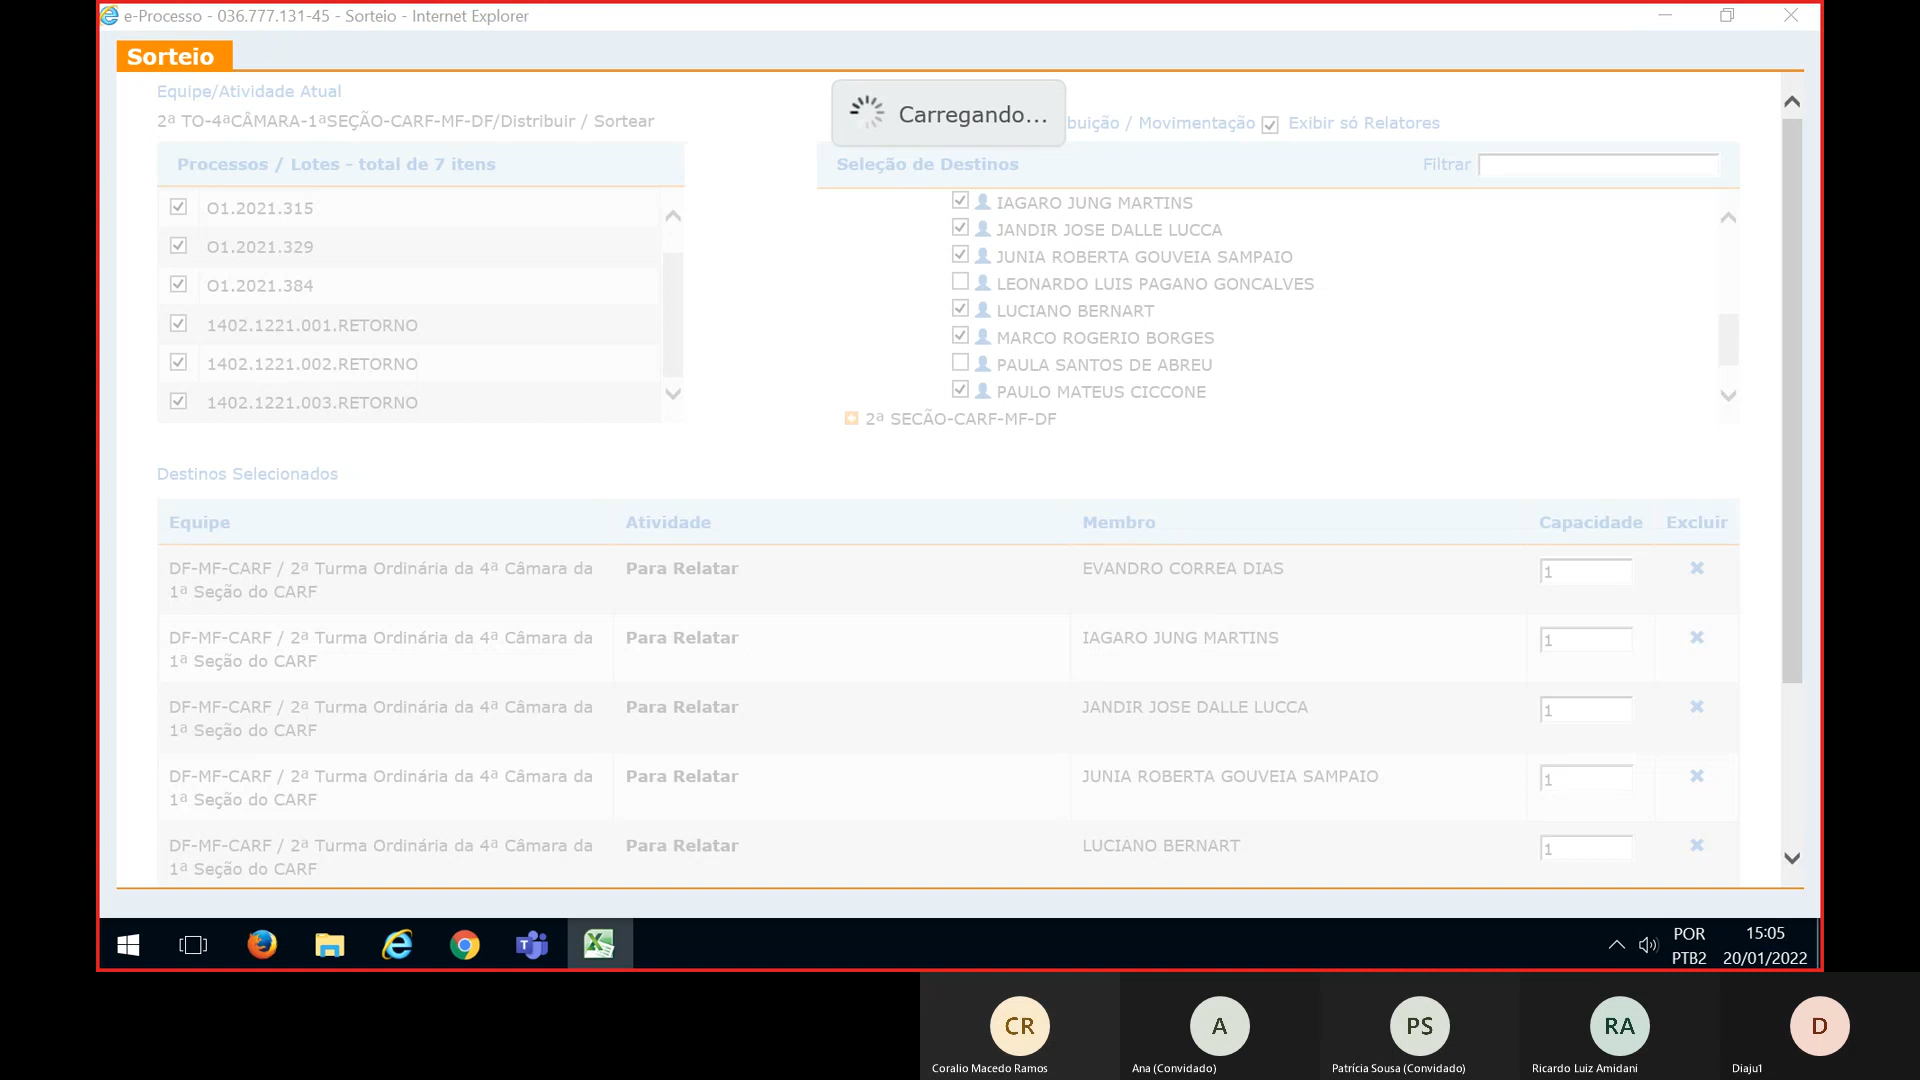 e-Processo - 036.777.131-45 - Sorteio - Internet Explorer
Sorteio
Equipe/Atividade Atual
2ª TO-4ªCÂMARA-1ªSEÇÃO-CARF-MF-DF/Distribuir / Sortear
Carregando...
buição / Movimentação
Exibir só Relatores
Processos / Lotes - total de 7 itens
O1.2021.315
O1.2021.329
O1.2021.384
1402.1221.001.RETORNO
1402.1221.002.RETORNO
1402.1221.003.RETORNO
Seleção de Destinos
Filtrar
IAGARO JUNG MARTINS
JANDIR JOSE DALLE LUCCA
JUNIA ROBERTA GOUVEIA SAMPAIO
LEONARDO LUIS PAGANO GONCALVES
LUCIANO BERNART
MARCO ROGERIO BORGES
PAULA SANTOS DE ABREU
PAULO MATEUS CICCONE
2ª SECÃO-CARF-MF-DF
Destinos Selecionados
Equipe Atividade Membro Capacidade Excluir
DF-MF-CARF / 2ª Turma Ordinária da 4ª Câmara da Para Relatar EVANDRO CORREA DIAS 1
1ª Seção do CARF
DF-MF-CARF / 2ª Turma Ordinária da 4ª Câmara da Para Relatar IAGARO JUNG MARTINS 1
1ª Seção do CARF
DF-MF-CARF / 2ª Turma Ordinária da 4ª Câmara da Para Relatar JANDIR JOSE DALLE LUCCA 1
1ª Seção do CARF
DF-MF-CARF / 2ª Turma Ordinária da 4ª Câmara da Para Relatar JUNIA ROBERTA GOUVEIA SAMPAIO 1
1ª Seção do CARF
DF-MF-CARF / 2ª Turma Ordinária da 4ª Câmara da Para Relatar LUCIANO BERNART 1
1ª Seção do CARF
POR 15:05
PTB2 20/01/2022
CR A PS RA D
Coralio Macedo Ramos Ana (Convidado) Patrícia Sousa (Convidado) Ricardo Luiz Amidani Diaju1